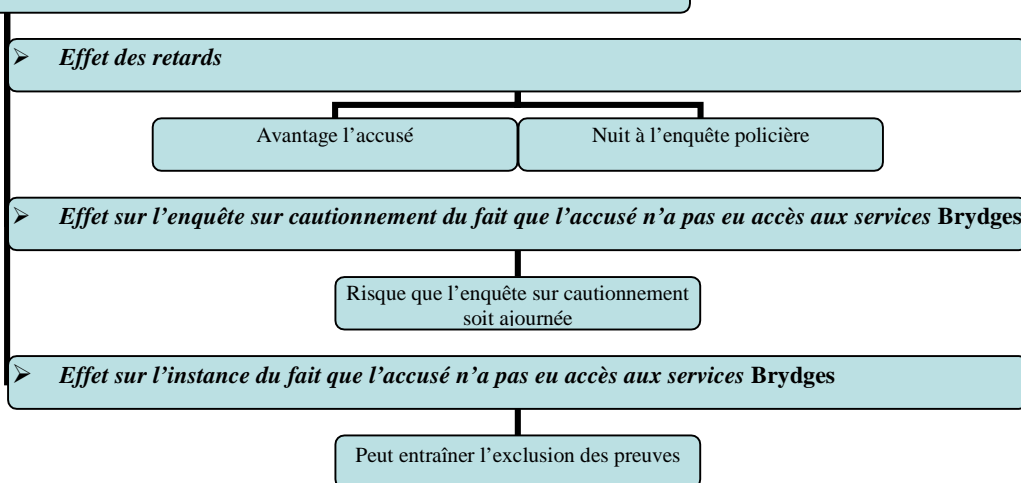 ➢ Effet des retards
Avantage l’accusé
Nuit à l’enquête policière
➢ Effet sur l’enquête sur cautionnement du fait que l’accusé n’a pas eu accès aux services Brydges
Risque que l’enquête sur cautionnement
soit ajournée
➢ Effet sur l’instance du fait que l’accusé n’a pas eu accès aux services Brydges
Peut entraîner l’exclusion des preuves